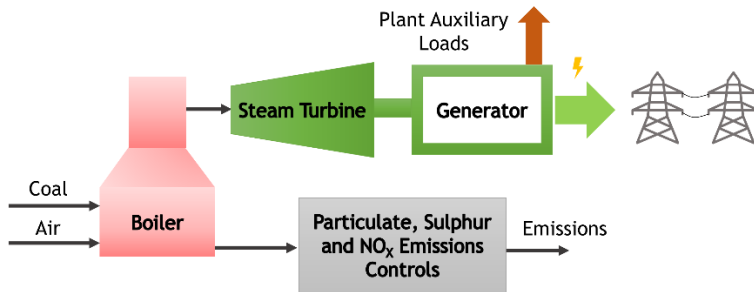 Plant Auxiliary
Loads
Steam Turbine
Generator
Coal
Air
Boiler
Particulate, Sulphur
and NOₓ Emissions
Controls
Emissions